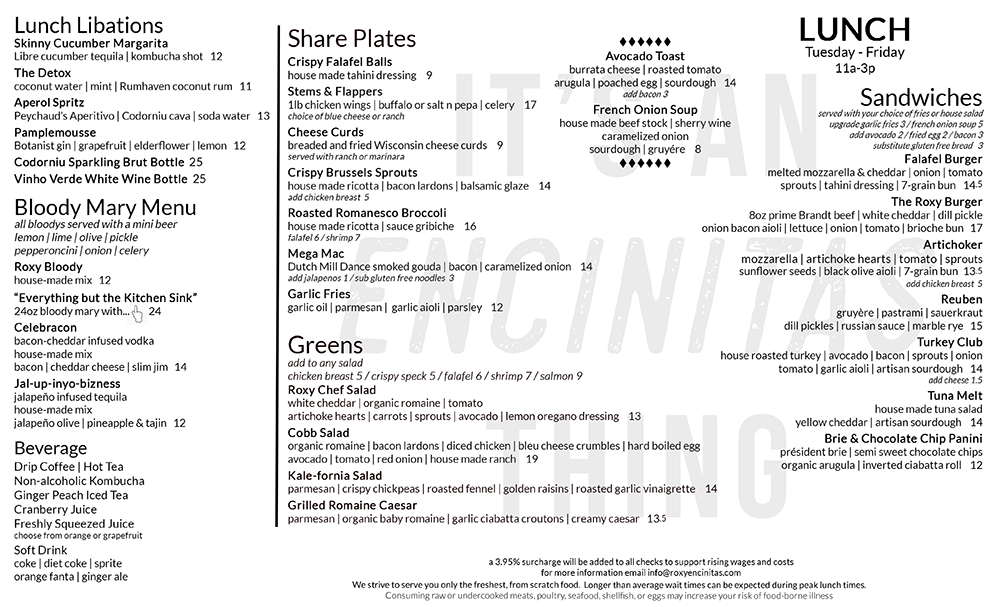 Lunch Libations
Skinny Cucumber Margarita
Libre cucumber tequila | kombucha shot 12
The Detox
coconut water | mint | Rumhaven coconut rum 11
Aperol Spritz
Peychaud's Aperitivo | Codorniu cava | soda water 13
Pamplemousse
Botanist gin | grapefruit | elderflower | lemon 12
Codorniu Sparkling Brut Bottle 25
Vinho Verde White Wine Bottle 25
Bloody Mary Menu
all bloodys served with a mini beer
lemon | lime | olive | pickle
pepperoncini | onion | celery
Roxy Bloody
house-made mix 12
“Everything but the Kitchen Sink”
24oz bloody mary with... 24
Celebracon
bacon-cheddar infused vodka
house-made mix
bacon | cheddar cheese | slim jim 14
Jal-up-inyo-bizness
jalapeño infused tequila
house-made mix
jalapeño olive | pineapple & tajin 12
Beverage
Drip Coffee | Hot Tea
Non-alcoholic Kombucha
Ginger Peach Iced Tea
Cranberry Juice
Freshly Squeezed Juice
choose from orange or grapefruit
Soft Drink
coke | diet coke | sprite
orange fanta | ginger ale
Share Plates
Crispy Falafel Balls
house made tahini dressing 9
Stems & Flappers
1lb chicken wings | buffalo or salt n pepa | celery 17
choice of blue cheese or ranch
Cheese Curds
breaded and fried Wisconsin cheese curds 9
served with ranch or marinara
Crispy Brussels Sprouts
house made ricotta | bacon lardons | balsamic glaze 14
add chicken breast 5
Roasted Romanesco Broccoli
house made ricotta | sauce gribiche 16
falafel 6 / shrimp 7
Mega Mac
Dutch Mill Dance smoked gouda | bacon | caramelized onion 14
add jalapenos 1 / sub gluten free noodles 3
Garlic Fries
garlic oil | parmesan | garlic aioli | parsley 12
Greens
add to any salad
chicken breast 5 / crispy speck 5 / falafel 6 / shrimp 7 / salmon 9
Roxy Chef Salad
white cheddar | organic romaine | tomato
artichoke hearts | carrots | sprouts | avocado | lemon oregano dressing 13
Cobb Salad
organic romaine | bacon lardons | diced chicken | bleu cheese crumbles | hard boiled egg
avocado | tomato | red onion | house made ranch 19
Kale-fornia Salad
parmesan | crispy chickpeas | roasted fennel | golden raisins | roasted garlic vinaigrette 14
Grilled Romaine Caesar
parmesan | organic baby romaine | garlic ciabatta croutons | creamy caesar 13.5
Avocado Toast
burrata cheese | roasted tomato
arugula | poached egg | sourdough 14
add bacon 3
French Onion Soup
house made beef stock | sherry wine
caramelized onion
sourdough | gruyére 8
LUNCH
Tuesday - Friday
11a-3p
Sandwiches
served with your choice of fries or house salad
upgrade garlic fries 3 / french onion soup 5
add avocado 2 / fried egg 2 / bacon 3
substitute gluten free bread 3
Falafel Burger
melted mozzarella & cheddar | onion | tomato
sprouts | tahini dressing | 7-grain bun 14.5
The Roxy Burger
8oz prime Brandt beef | white cheddar | dill pickle
onion bacon aioli | lettuce | onion | tomato | brioche bun 17
Artichoker
mozzarella | artichoke hearts | tomato | sprouts
sunflower seeds | black olive aioli | 7-grain bun 13.5
add chicken breast 5
Reuben
gruyère | pastrami | sauerkraut
dill pickles | russian sauce | marble rye 15
Turkey Club
house roasted turkey | avocado | bacon | sprouts | onion
tomato | garlic aioli | artisan sourdough 14
add cheese 1.5
Tuna Melt
house made tuna salad
yellow cheddar | artisan sourdough 14
Brie & Chocolate Chip Panini
président brie | semi sweet chocolate chips
organic arugula | inverted ciabatta roll 12
IT'S AN
ENCINITAS
THING
a 3.95% surcharge will be added to all checks to support rising wages and costs
for more information email info@roxyencinitas.com
We strive to serve you only the freshest, from scratch food. Longer than average wait times can be expected during peak lunch times.
Consuming raw or undercooked meats, poultry, seafood, shellfish, or eggs may increase your risk of food-borne illness